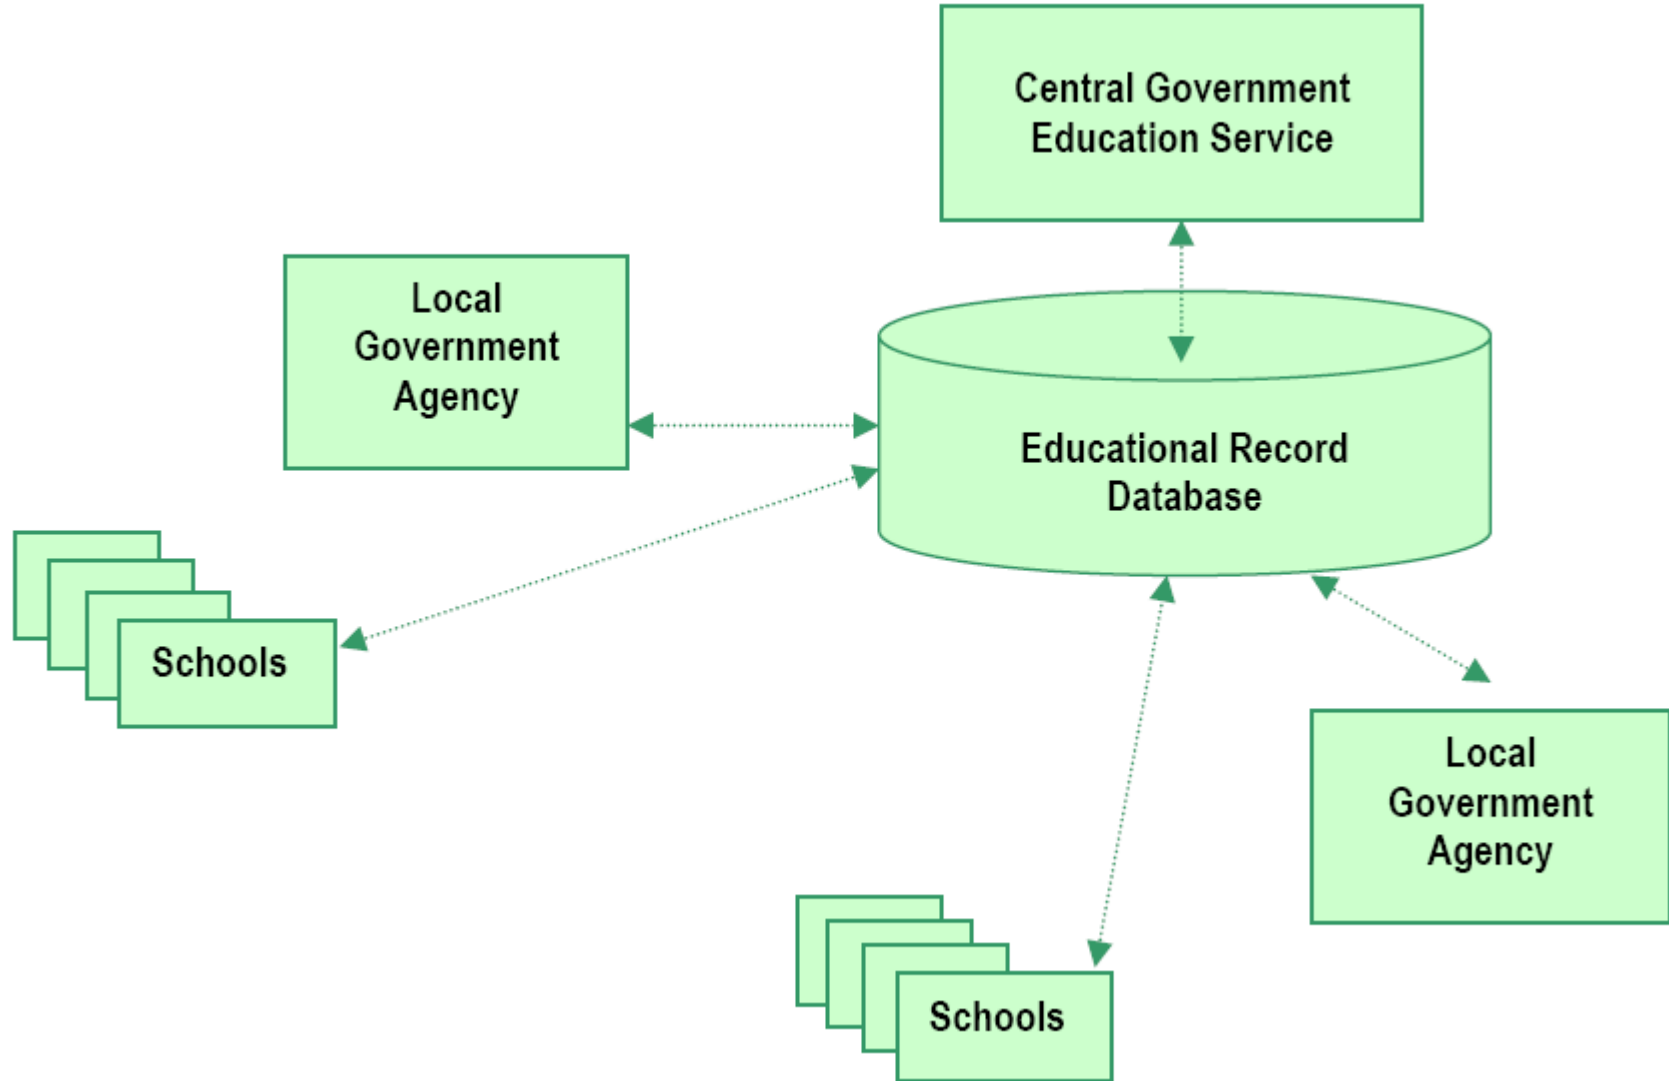 Central Government
Education Service
Local
Government
Agency
Educational Record
Database
Schools
Local
Government
Agency
Schools